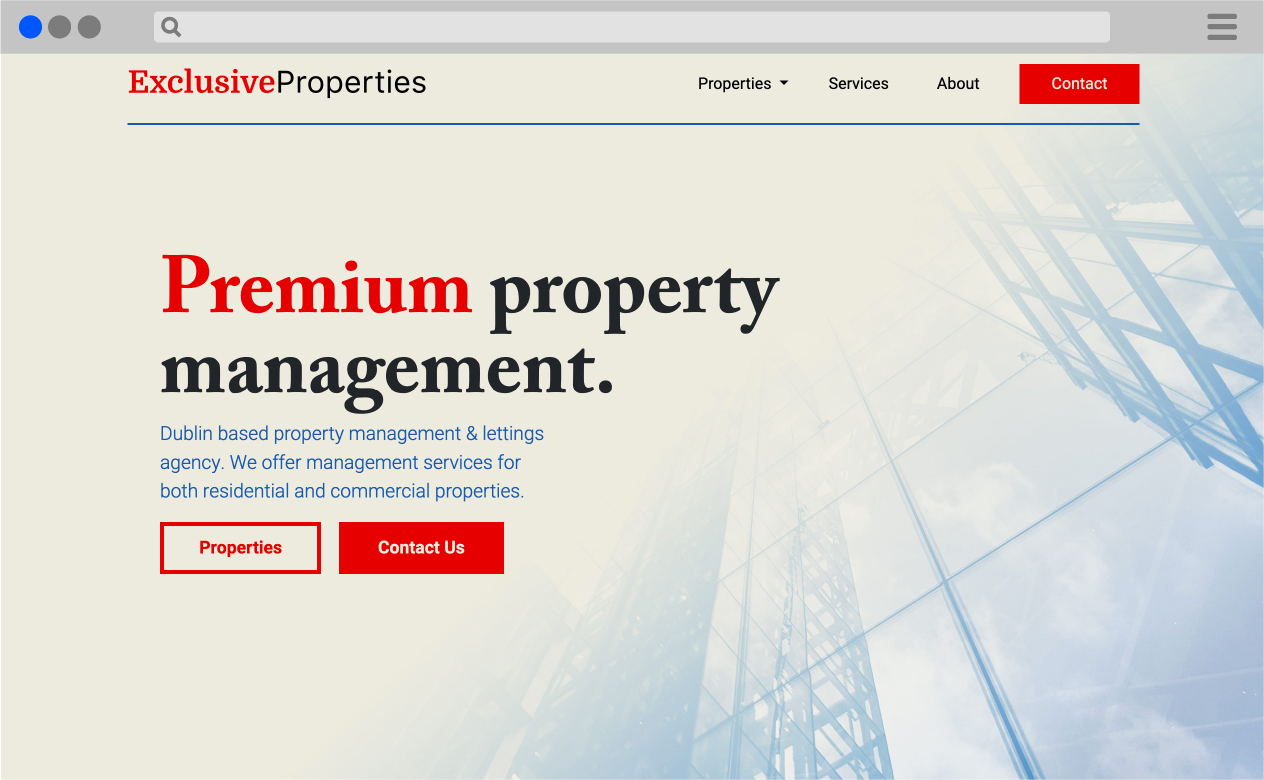 ExclusiveProperties
Properties Services About Contact
Premium property
management.
Dublin based property management & lettings
agency. We offer management services for
both residential and commercial properties.
Properties Contact Us